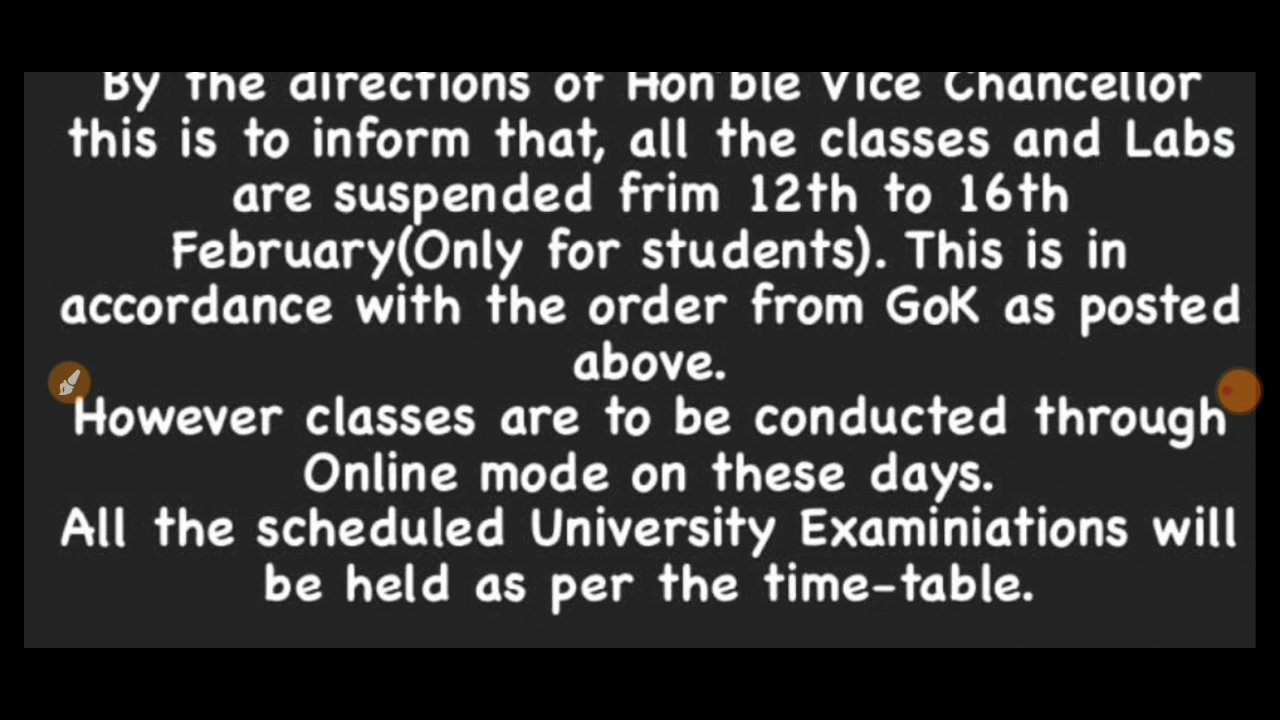 By the directions of Hon'ble Vice Chancellor
this is to inform that, all the classes and Labs
are suspended frim 12th to 16th
February(Only for students). This is in
accordance with the order from GoK as posted
above.
However classes are to be conducted through
Online mode on these days.
All the scheduled University Examiniations will
be held as per the time-table.